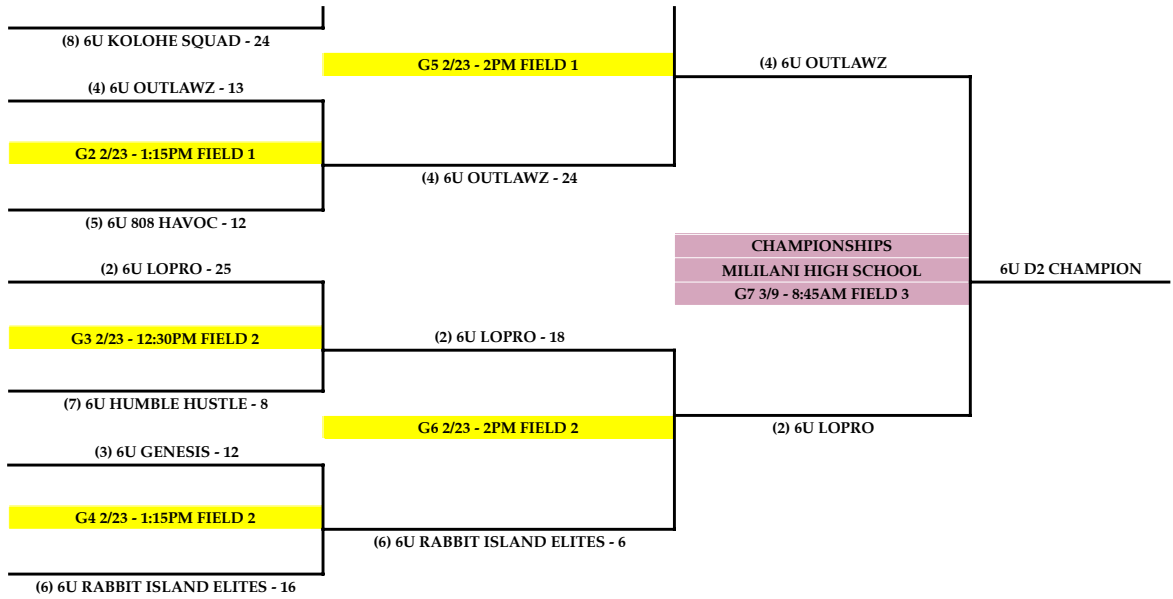 (8) 6U KOLOHE SQUAD - 24
G5 2/23 - 2PM FIELD 1
(4) 6U OUTLAWZ
(4) 6U OUTLAWZ - 13
G2 2/23 - 1:15PM FIELD 1
(4) 6U OUTLAWZ - 24
(5) 6U 808 HAVOC - 12
CHAMPIONSHIPS
MILILANI HIGH SCHOOL
G7 3/9 - 8:45AM FIELD 3
6U D2 CHAMPION
(2) 6U LOPRO - 25
G3 2/23 - 12:30PM FIELD 2
(2) 6U LOPRO - 18
(7) 6U HUMBLE HUSTLE - 8
G6 2/23 - 2PM FIELD 2
(2) 6U LOPRO
(3) 6U GENESIS - 12
G4 2/23 - 1:15PM FIELD 2
(6) 6U RABBIT ISLAND ELITES - 6
(6) 6U RABBIT ISLAND ELITES - 16